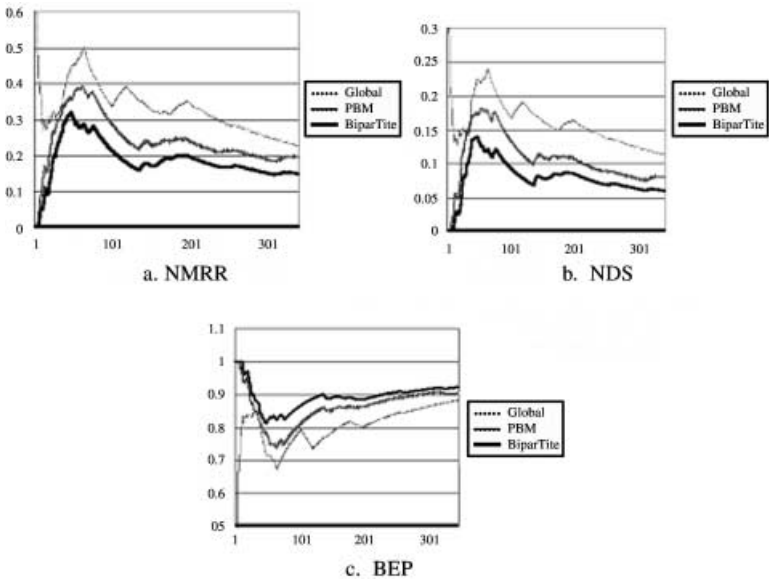 0.6
0.5
0.4
0.3
0.2
0.1
0
1
101
201
301
Global
PBM
BiparTite
a. NMRR
0.3
0.25
0.2
0.15
0.1
0.05
0
1
101
201
301
Global
PBM
BiparTite
b. NDS
1.1
1
0.9
0.8
0.7
0.6
05
1
101
201
301
Global
PBM
BiparTite
c. BEP